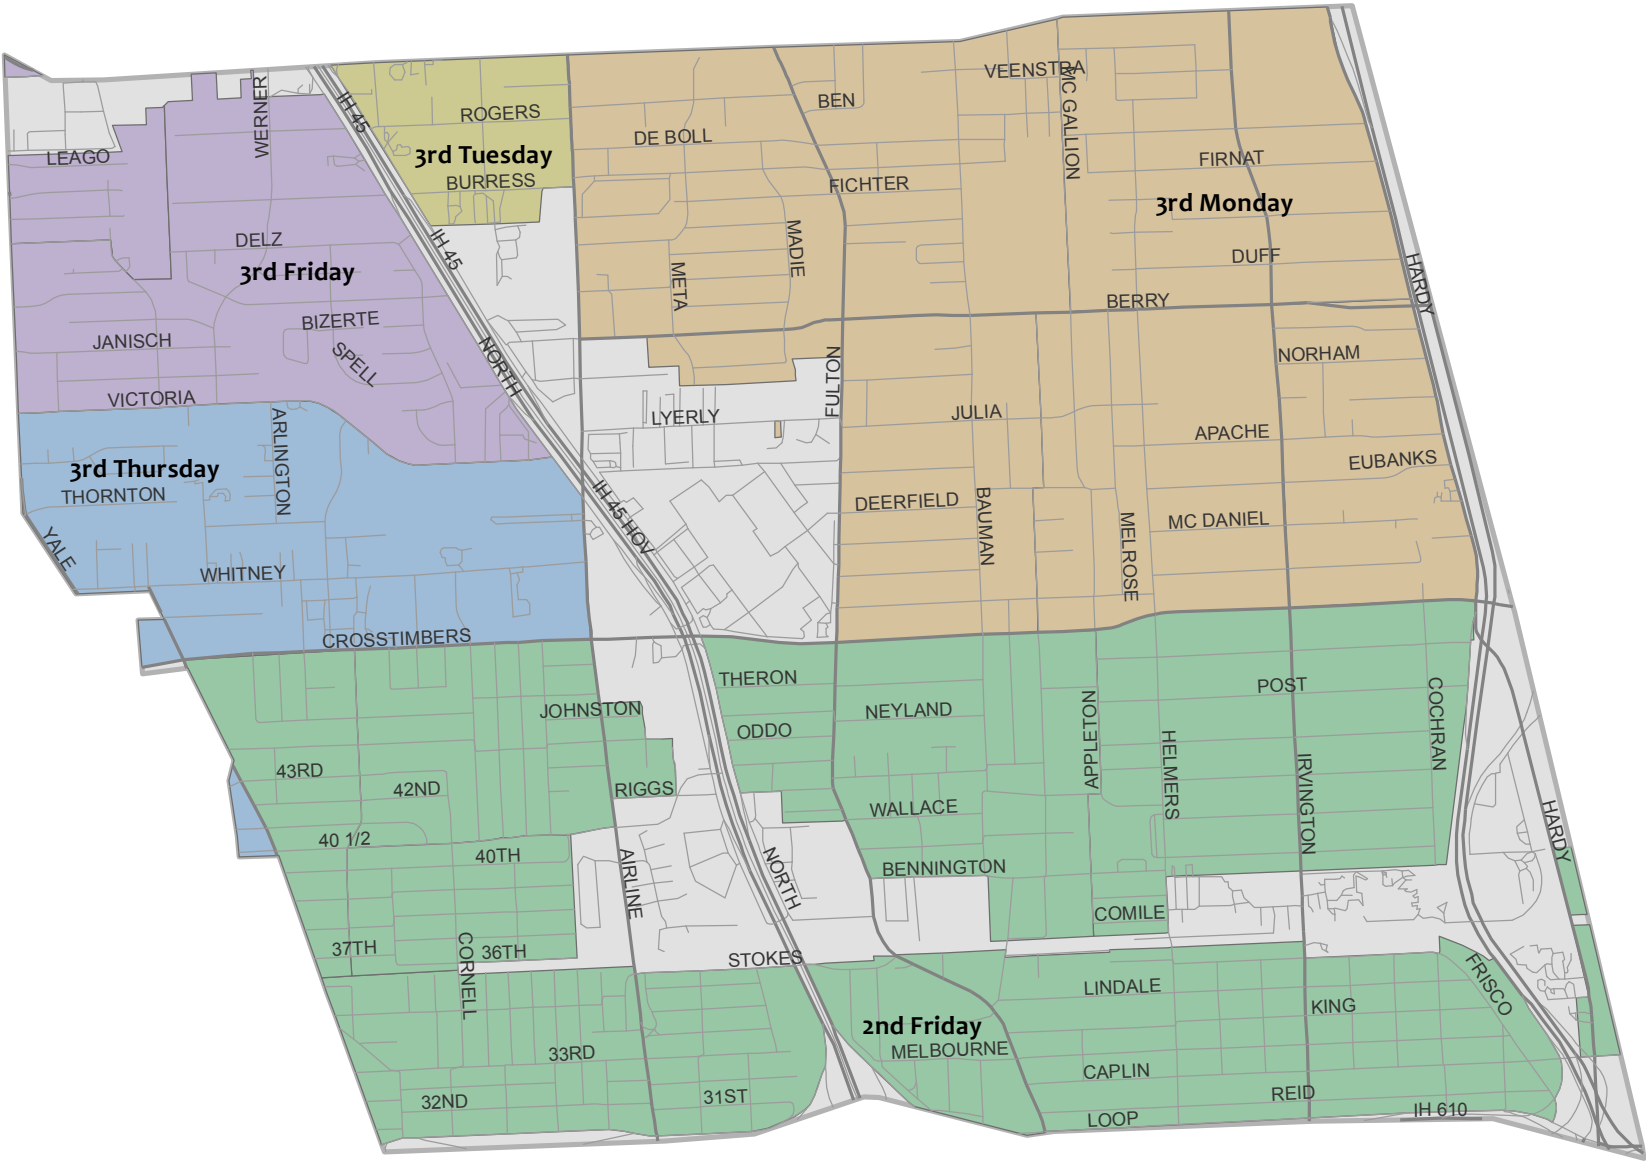 VEENSTRA
WERNER
IH 45
ROGERS
BEN
MC GALLION
DE BOLL
LEAGO
3rd Tuesday
BURRESS
FICHTER
FIRNAT
3rd Monday
DELZ
IH 45
MADIE
3rd Friday
META
DUFF
HARDY
BERRY
BIZERTE
JANISCH
SPELL
NORTH
NORHAM
FULTON
VICTORIA
ARLINGTON
LYERLY
JULIA
APACHE
3rd Thursday
THORNTON
EUBANKS
IH 45 HOV
DEERFIELD
BAUMAN
MELROSE
MC DANIEL
YALE
WHITNEY
CROSSTIMBERS
THERON
POST
COCHRAN
JOHNSTON
NEYLAND
APPLETON
ODDO
HELMERS
IRVINGTON
43RD
42ND
RIGGS
WALLACE
HARDY
40 1/2
40TH
AIRLINE
NORTH
BENNINGTON
COMILE
37TH
CORNELL
36TH
STOKES
LINDALE
FRISCO
KING
2nd Friday
MELBOURNE
33RD
CAPLIN
32ND
31ST
REID
LOOP
IH 610